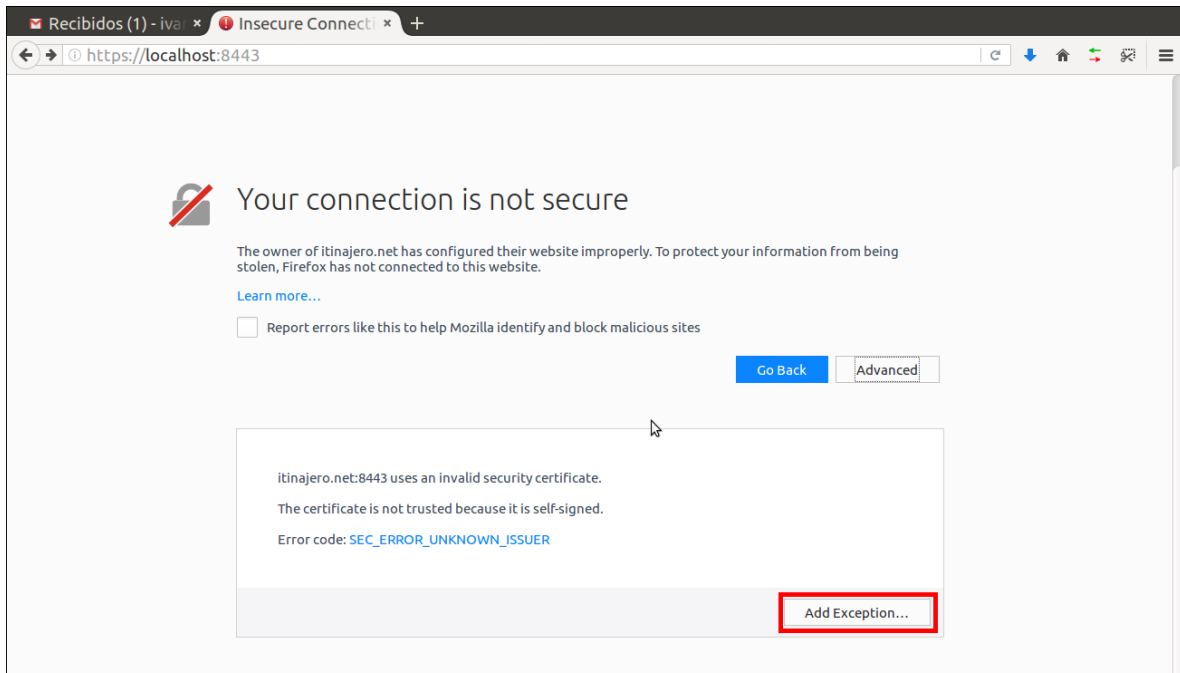 Recibidos (1) - ivar
Insecure Connecti
https://localhost:8443
Your connection is not secure
The owner of itinajero.net has configured their website improperly. To protect your information from being
stolen, Firefox has not connected to this website.
Learn more…
Report errors like this to help Mozilla identify and block malicious sites
Go Back
Advanced
itinajero.net:8443 uses an invalid security certificate.
The certificate is not trusted because it is self-signed.
Error code: SEC_ERROR_UNKNOWN_ISSUER
Add Exception…